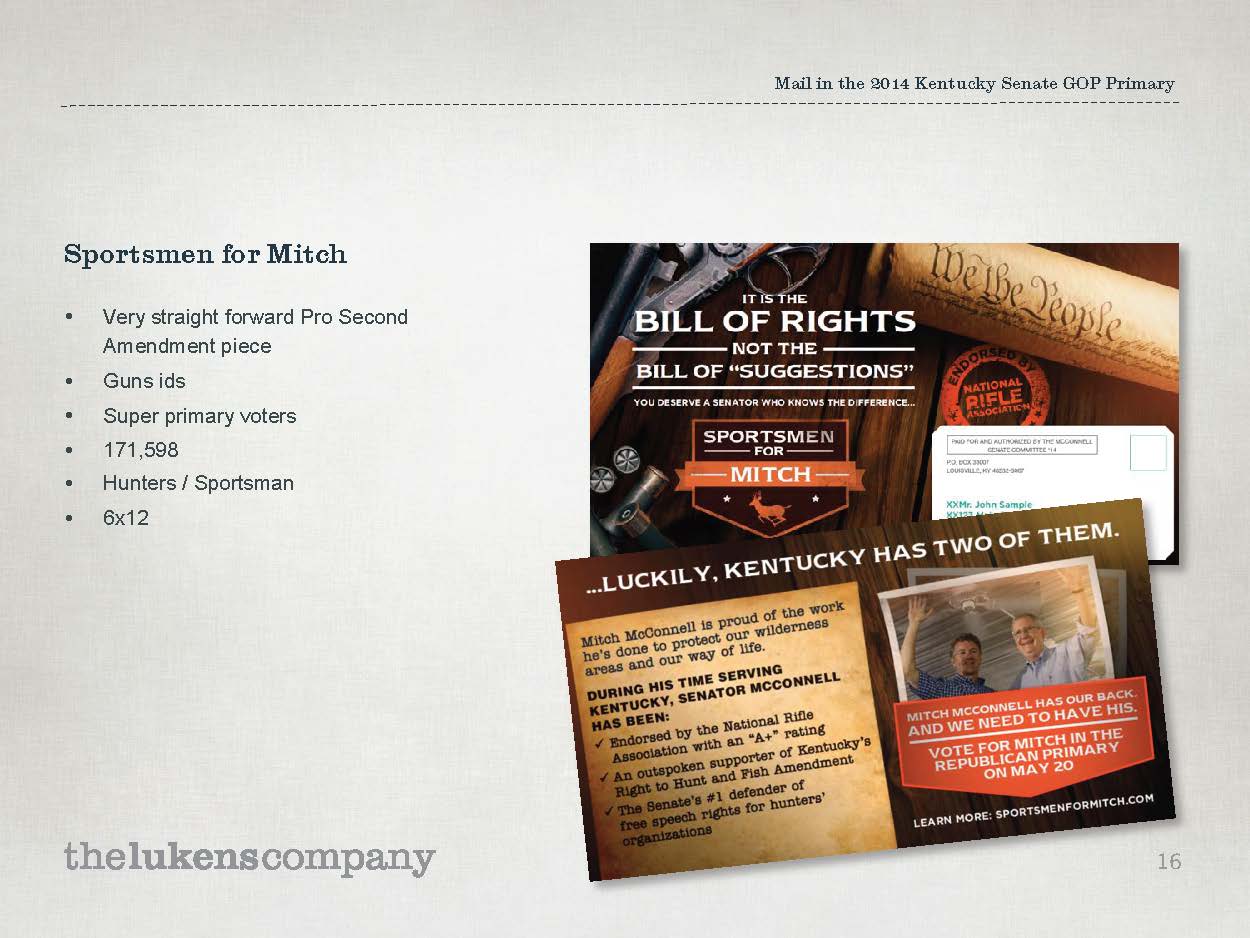 Mail in the 2014 Kentucky Senate GOP Primary
Sportsmen for Mitch
• Very straight forward Pro Second
Amendment piece
• Guns ids
• Super primary voters
• 171,598
• Hunters / Sportsman
• 6x12
IT IS THE
BILL OF RIGHTS
NOT THE
BILL OF “SUGGESTIONS”
YOU DESERVE A SENATOR WHO KNOWS THE DIFFERENCE...
SPORTSMEN
FOR
MITCH
We the People
ENDORSED BY
NATIONAL
RIFLE
ASSOCIATION
PAID FOR AND AUTHORIZED BY THE MCCONNELL
SENATE COMMITTEE '14
P.O. BOX
LOUISVILLE, KY
XXMr. John Sample
...LUCKILY, KENTUCKY HAS TWO OF THEM.
Mitch McConnell is proud of the work
he's done to protect our wilderness
areas and our way of life.
DURING HIS TIME SERVING
KENTUCKY, SENATOR MCCONNELL
HAS BEEN:
✓ Endorsed by the National Rifle
Association with an “A+” rating
✓ An outspoken supporter of Kentucky's
Right to Hunt and Fish Amendment
✓ The Senate's #1 defender of
free speech rights for hunters'
organizations
MITCH MCCONNELL HAS OUR BACK.
AND WE NEED TO HAVE HIS.
VOTE FOR MITCH IN THE
REPUBLICAN PRIMARY
ON MAY 20
LEARN MORE: SPORTSMENFORMITCH.COM
thelukenscompany
16